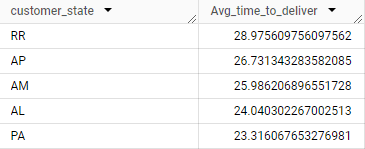 customer_state Avg_time_to_deliver
RR 28.975609756097562
AP 26.731343283582085
AM 25.986206896551728
AL 24.040302267002513
PA 23.316067653276981